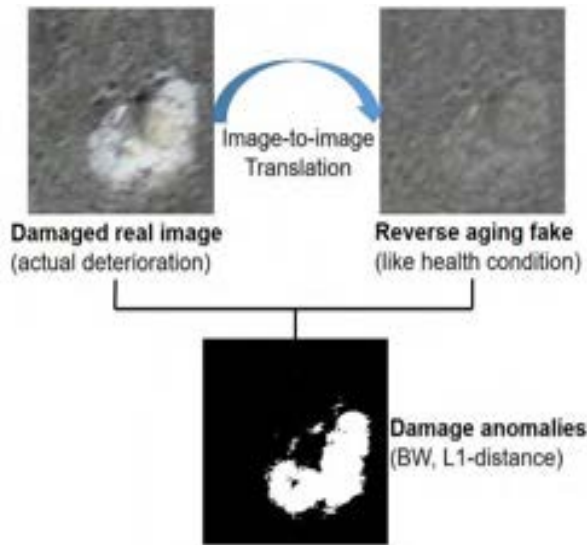 Image-to-image
Translation
Damaged real image
(actual deterioration)
Reverse aging fake
(like health condition)
Damage anomalies
(BW, L1-distance)